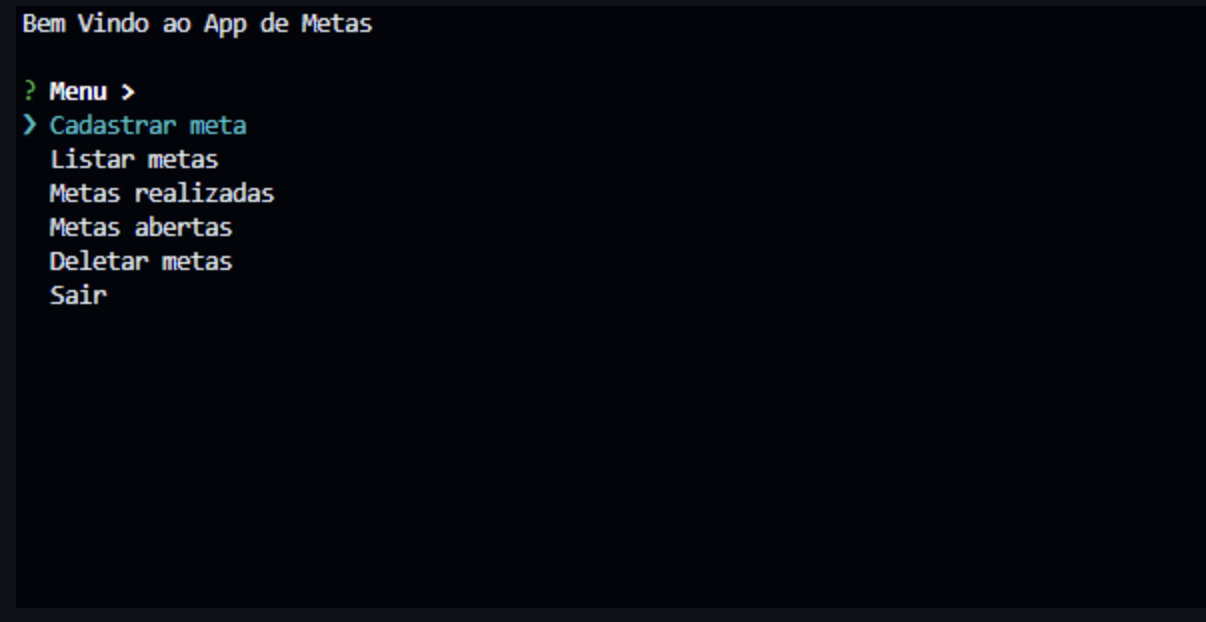 Bem Vindo ao App de Metas
? Menu >
❯ Cadastrar meta
Listar metas
Metas realizadas
Metas abertas
Deletar metas
Sair